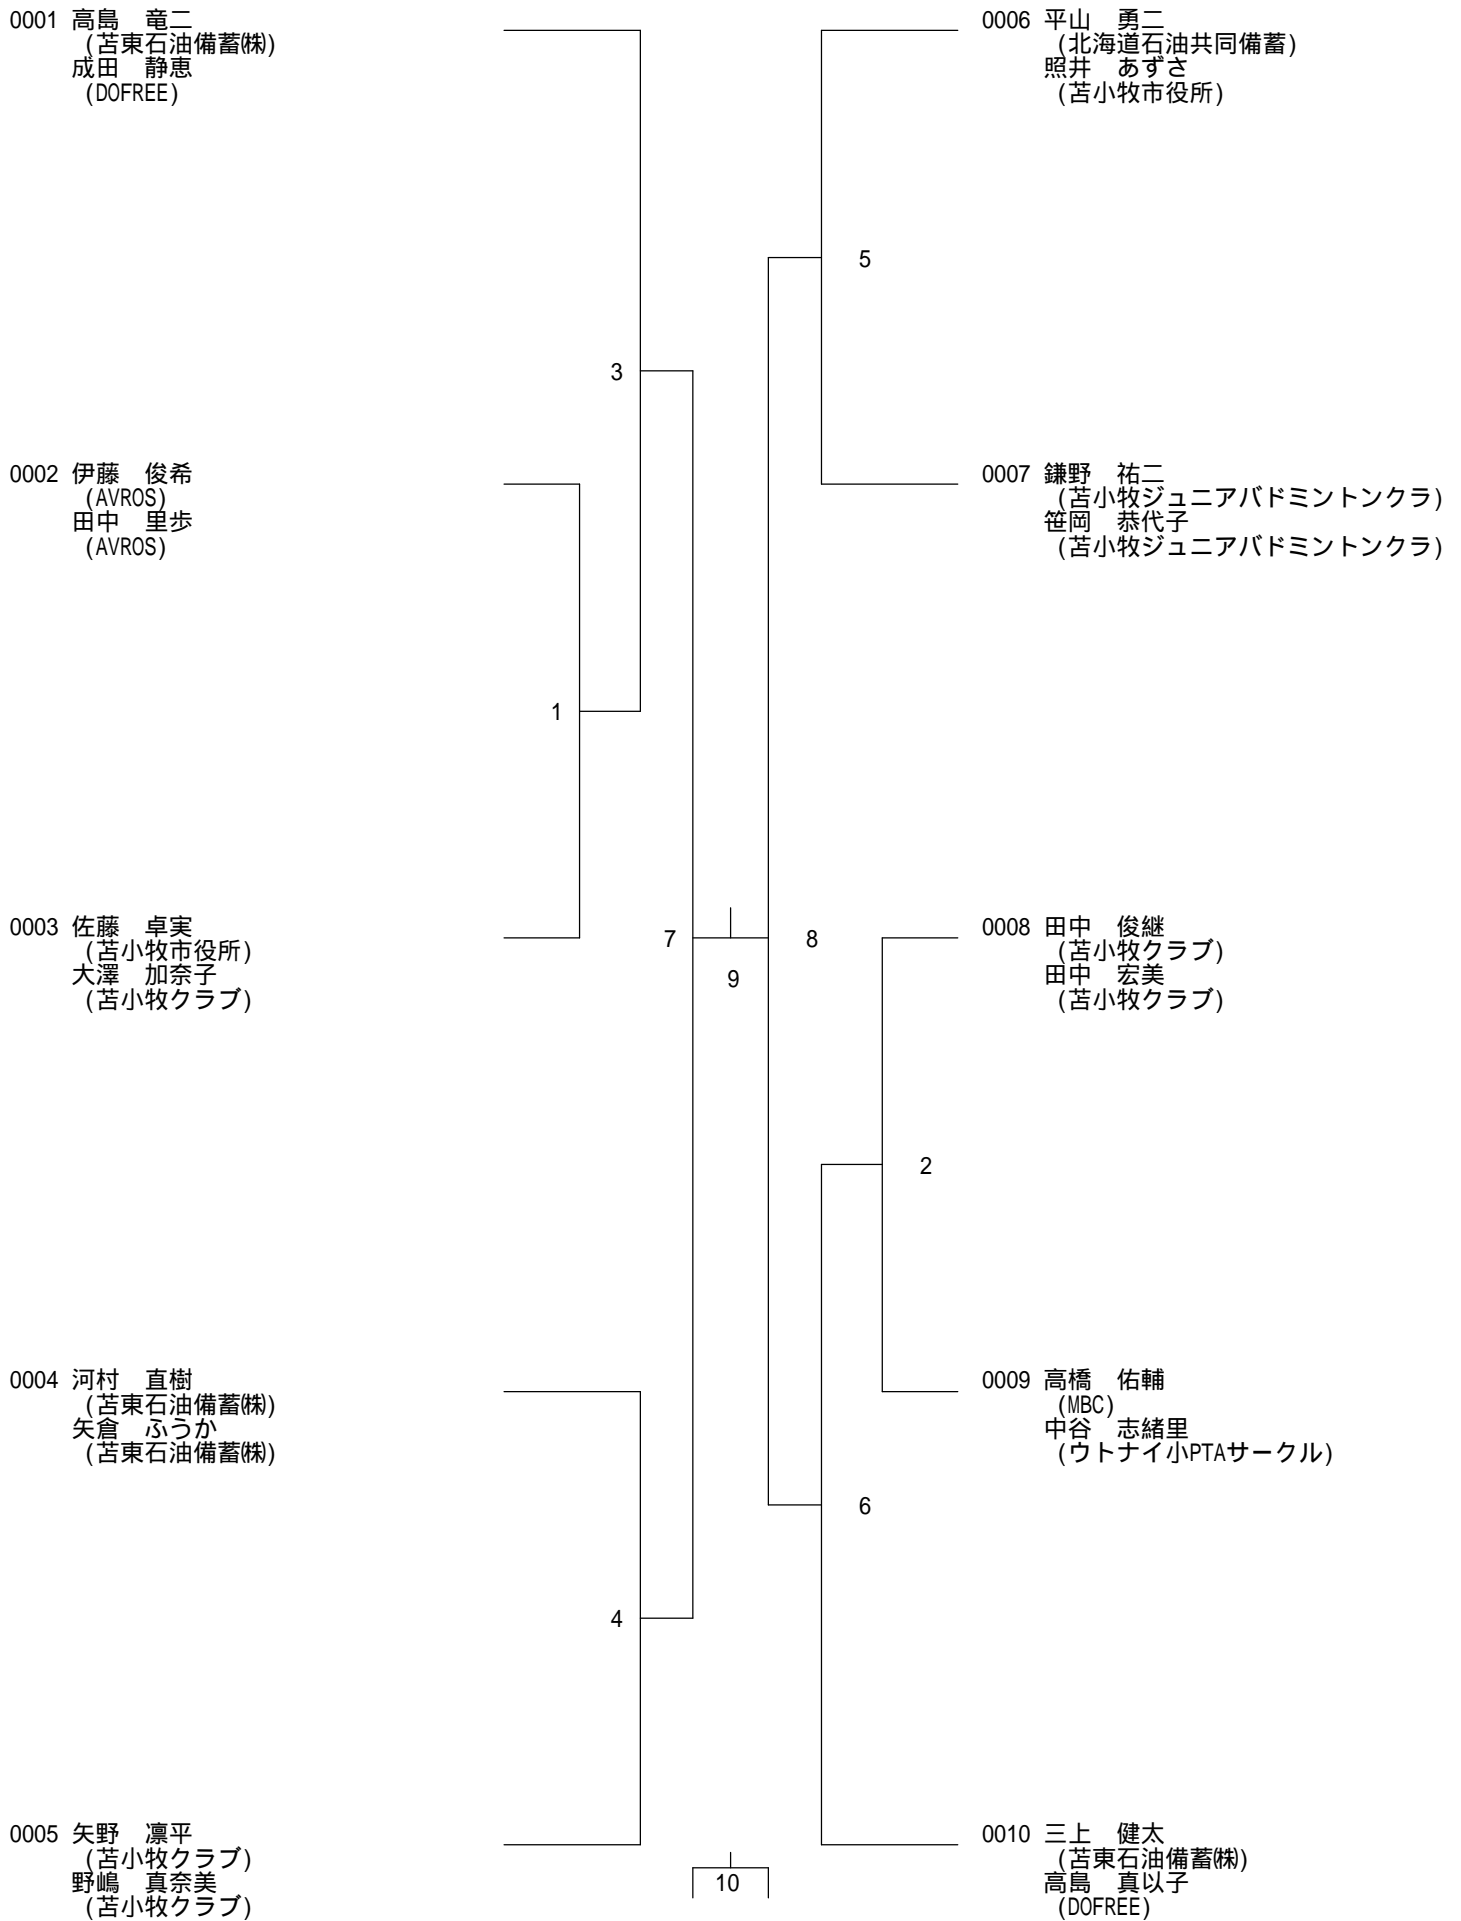 0001 高島　竜二
(苫東石油備蓄㈱)
成田　静恵
(DOFREE)
0002 伊藤　俊希
(AVROS)
田中　里歩
(AVROS)
0003 佐藤　卓実
(苫小牧市役所)
大澤　加奈子
(苫小牧クラブ)
0004 河村　直樹
(苫東石油備蓄㈱)
矢倉　ふうか
(苫東石油備蓄㈱)
0005 矢野　凛平
(苫小牧クラブ)
野嶋　真奈美
(苫小牧クラブ)
3
1
7
4
9
10
5
8
2
6
0006 平山　勇二
(北海道石油共同備蓄)
照井　あずさ
(苫小牧市役所)
0007 鎌野　祐二
(苫小牧ジュニアバドミントンクラ)
笹岡　恭代子
(苫小牧ジュニアバドミントンクラ)
0008 田中　俊継
(苫小牧クラブ)
田中　宏美
(苫小牧クラブ)
0009 高橋　佑輔
(MBC)
中谷　志緒里
(ウトナイ小PTAサークル)
0010 三上　健太
(苫東石油備蓄㈱)
高島　真以子
(DOFREE)